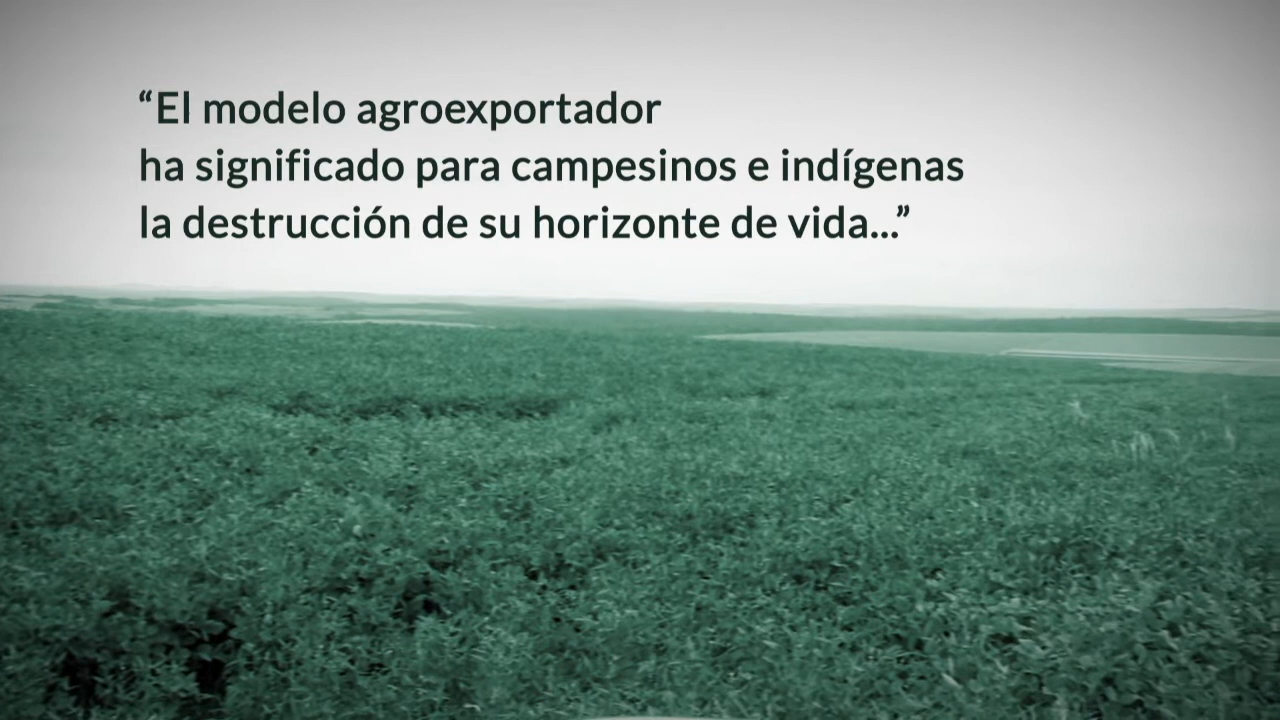 “El modelo agroexportador
ha significado para campesinos e indígenas
la destrucción de su horizonte de vida...”